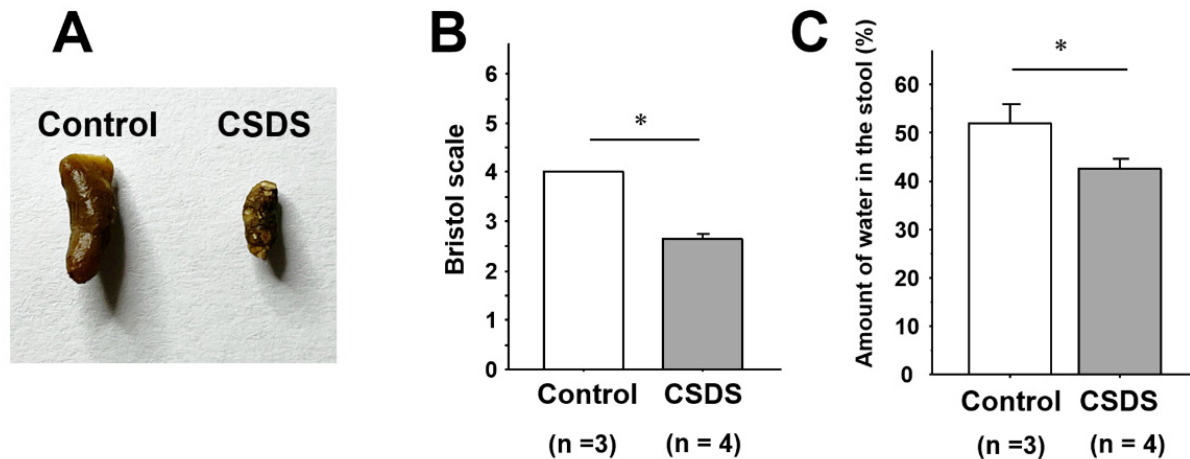 A
Control CSDS
B
Bristol scale
6
5
4
3
2
1
0
*
Control CSDS
(n =3) (n = 4)
C
Amount of water in the stool (%)
60
50
40
30
20
10
0
*
Control CSDS
(n =3) (n = 4)